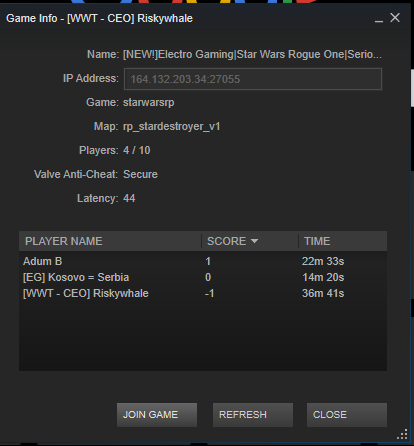 Game Info - [WWT - CEO] Riskywhale
Name: [NEW!]Electro Gaming|Star Wars Rogue One|Serio...
IP Address: 164.132.203.34:27055
Game: starwarsrp
Map: rp_stardestroyer_v1
Players: 4 / 10
Valve Anti-Cheat: Secure
Latency: 44
PLAYER NAME SCORE TIME
Adum B 1 22m 33s
[EG] Kosovo = Serbia 0 14m 20s
[WWT - CEO] Riskywhale -1 36m 41s
JOIN GAME REFRESH CLOSE